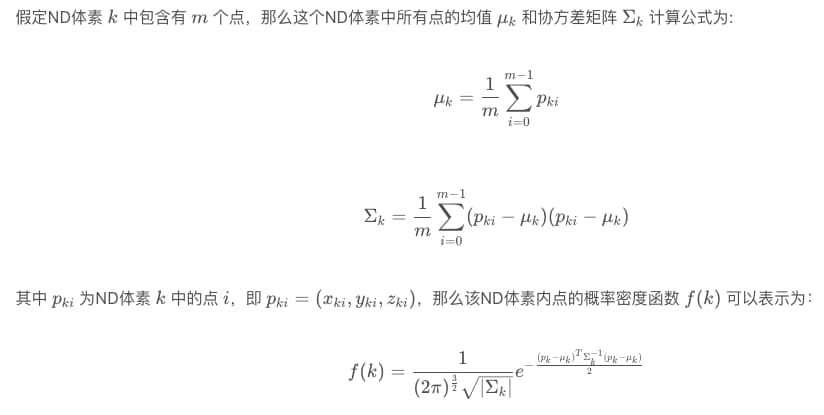 假定ND体素 k 中包含有 m 个点，那么这个ND体素中所有点的均值 μₖ 和协方差矩阵 Σₖ 计算公式为:
$\mu_k = \frac{1}{m} \sum_{i=0}^{m-1} p_{ki}$
$\Sigma_k = \frac{1}{m} \sum_{i=0}^{m-1} (p_{ki} - \mu_k)(p_{ki} - \mu_k)$
其中 $p_{ki}$ 为ND体素 k 中的点 i，即 $p_{ki} = (x_{ki}, y_{ki}, z_{ki})$，那么该ND体素内点的概率密度函数 f(k) 可以表示为：
$f(k) = \frac{1}{(2\pi)^{\frac{3}{2}} \sqrt{|\Sigma_k|}} e^{-\frac{(p_k - \mu_k)^T \Sigma_k^{-1} (p_k - \mu_k)}{2}}$